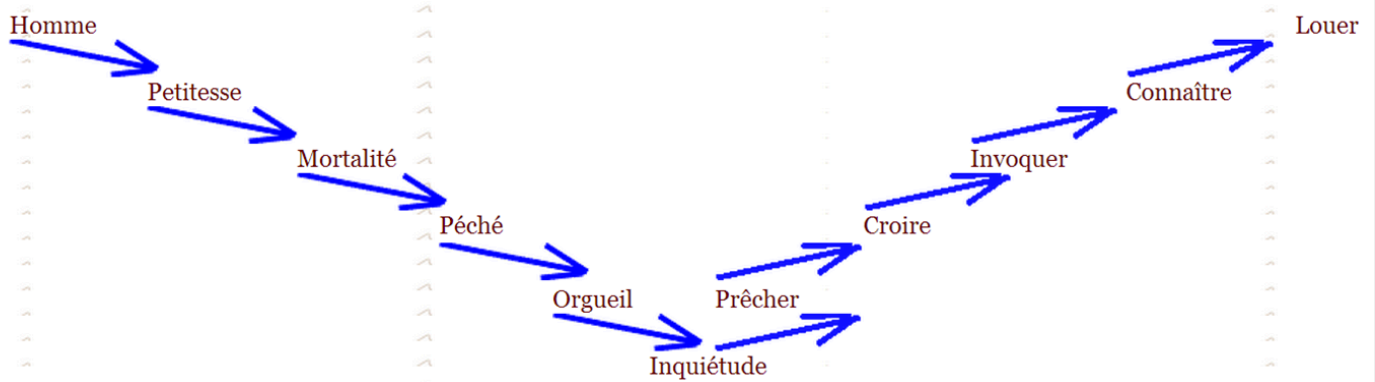 Homme
Petitesse
Mortalité
Péché
Orgueil
Inquiétude
Prêcher
Croire
Invoquer
Connaître
Louer